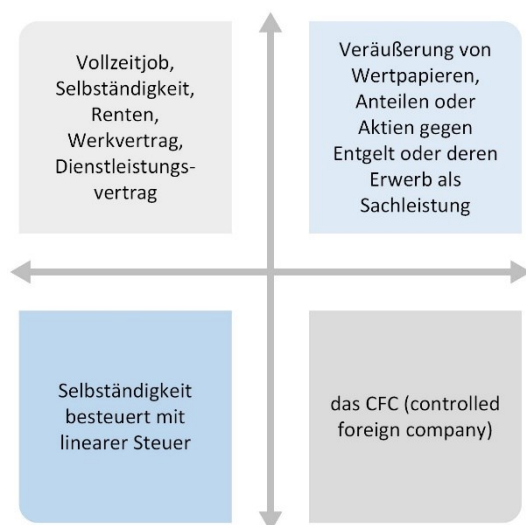 Vollzeitjob,
Selbständigkeit,
Renten,
Werkvertrag,
Dienstleistungs-
vertrag
Veräußerung von
Wertpapieren,
Anteilen oder
Aktien gegen
Entgelt oder deren
Erwerb als
Sachleistung
Selbständigkeit
besteuert mit
linearer Steuer
das CFC (controlled
foreign company)